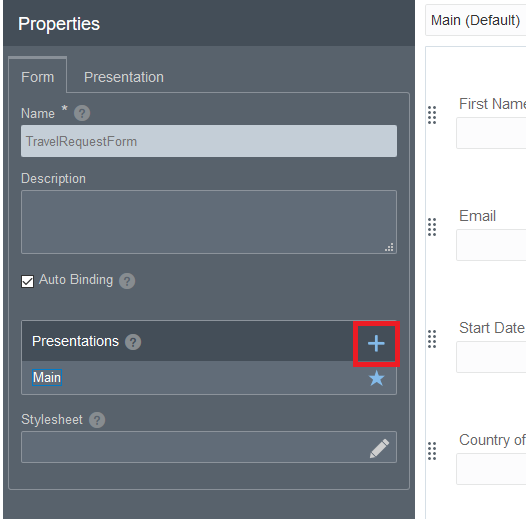 Properties
Main (Default)
Form
Presentation
Name * ?
TravelRequestForm
Description
Auto Binding ?
Presentations ?
Main
Stylesheet ?
First Name
Email
Start Date
Country of